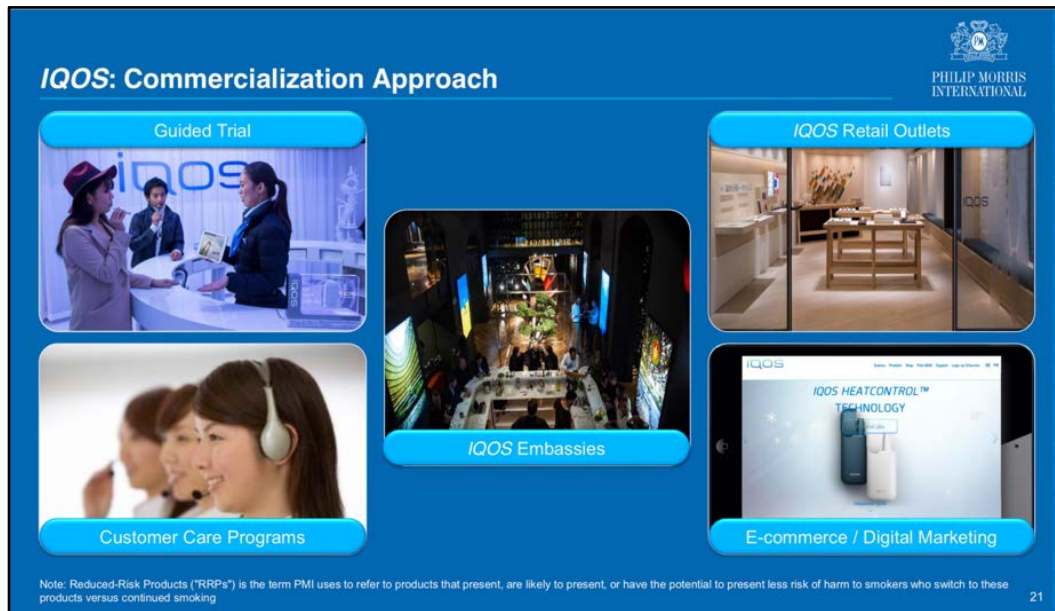 IQOS: Commercialization Approach
PHILIP MORRIS
INTERNATIONAL
Guided Trial
iQOS
IQOS Retail Outlets
IQOS
IQOS Embassies
Customer Care Programs
IQOS
IQOS HEATCONTROL™
TECHNOLOGY
E-commerce / Digital Marketing
Note: Reduced-Risk Products ("RRPs") is the term PMI uses to refer to products that present, are likely to present, or have the potential to present less risk of harm to smokers who switch to these
products versus continued smoking
21